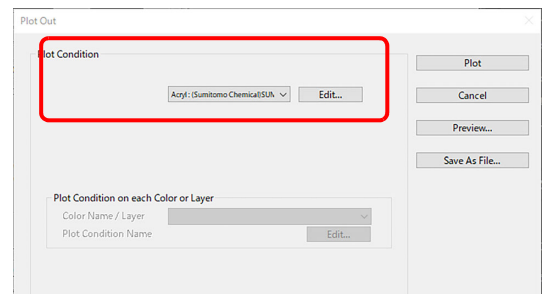 Plot Out
Plot Condition
Plot
Acryl : (Sumitomo Chemical)SUM
Edit...
Cancel
Preview...
Save As File...
Plot Condition on each Color or Layer
Color Name / Layer
Plot Condition Name
Edit...